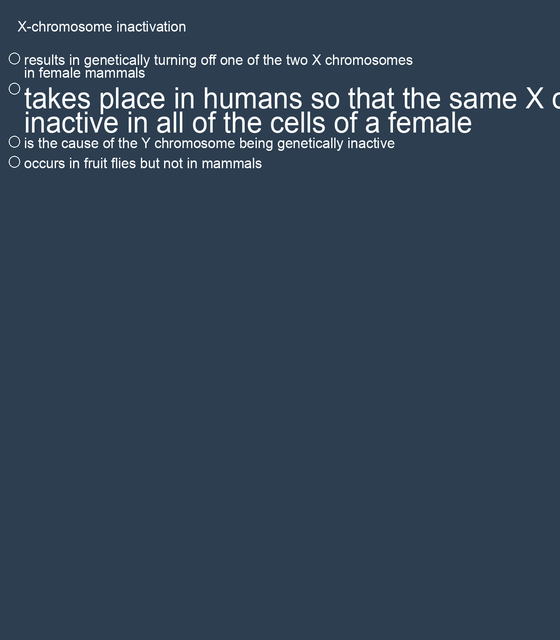 X-chromosome inactivation
results in genetically turning off one of the two X chromosomes
in female mammals
takes place in humans so that the same X
inactive in all of the cells of a female
is the cause of the Y chromosome being genetically inactive
occurs in fruit flies but not in mammals